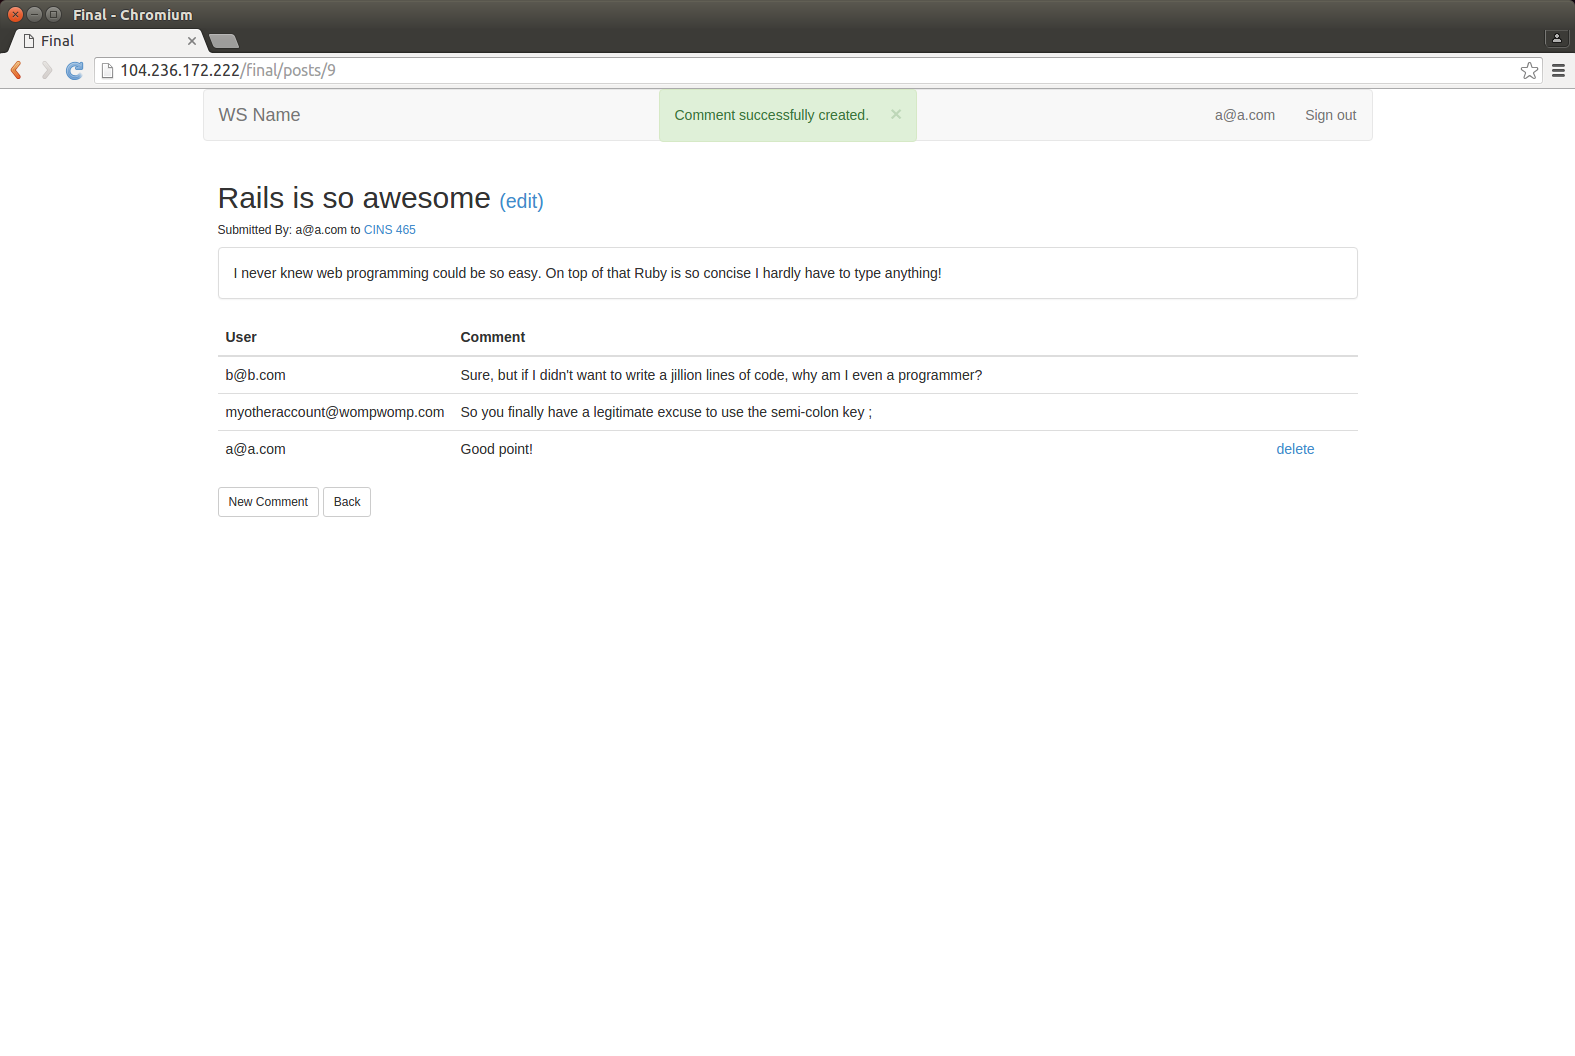 Final - Chromium
Final
104.236.172.222/final/posts/9
WS Name Comment successfully created. × a@a.com Sign out
Rails is so awesome (edit)
Submitted By: a@a.com to CINS 465
I never knew web programming could be so easy. On top of that Ruby is so concise I hardly have to type anything!
User Comment
b@b.com Sure, but if I didn't want to write a jillion lines of code, why am I even a programmer?
myotheraccount@wompwomp.com So you finally have a legitimate excuse to use the semi-colon key ;
a@a.com Good point! delete
New Comment Back